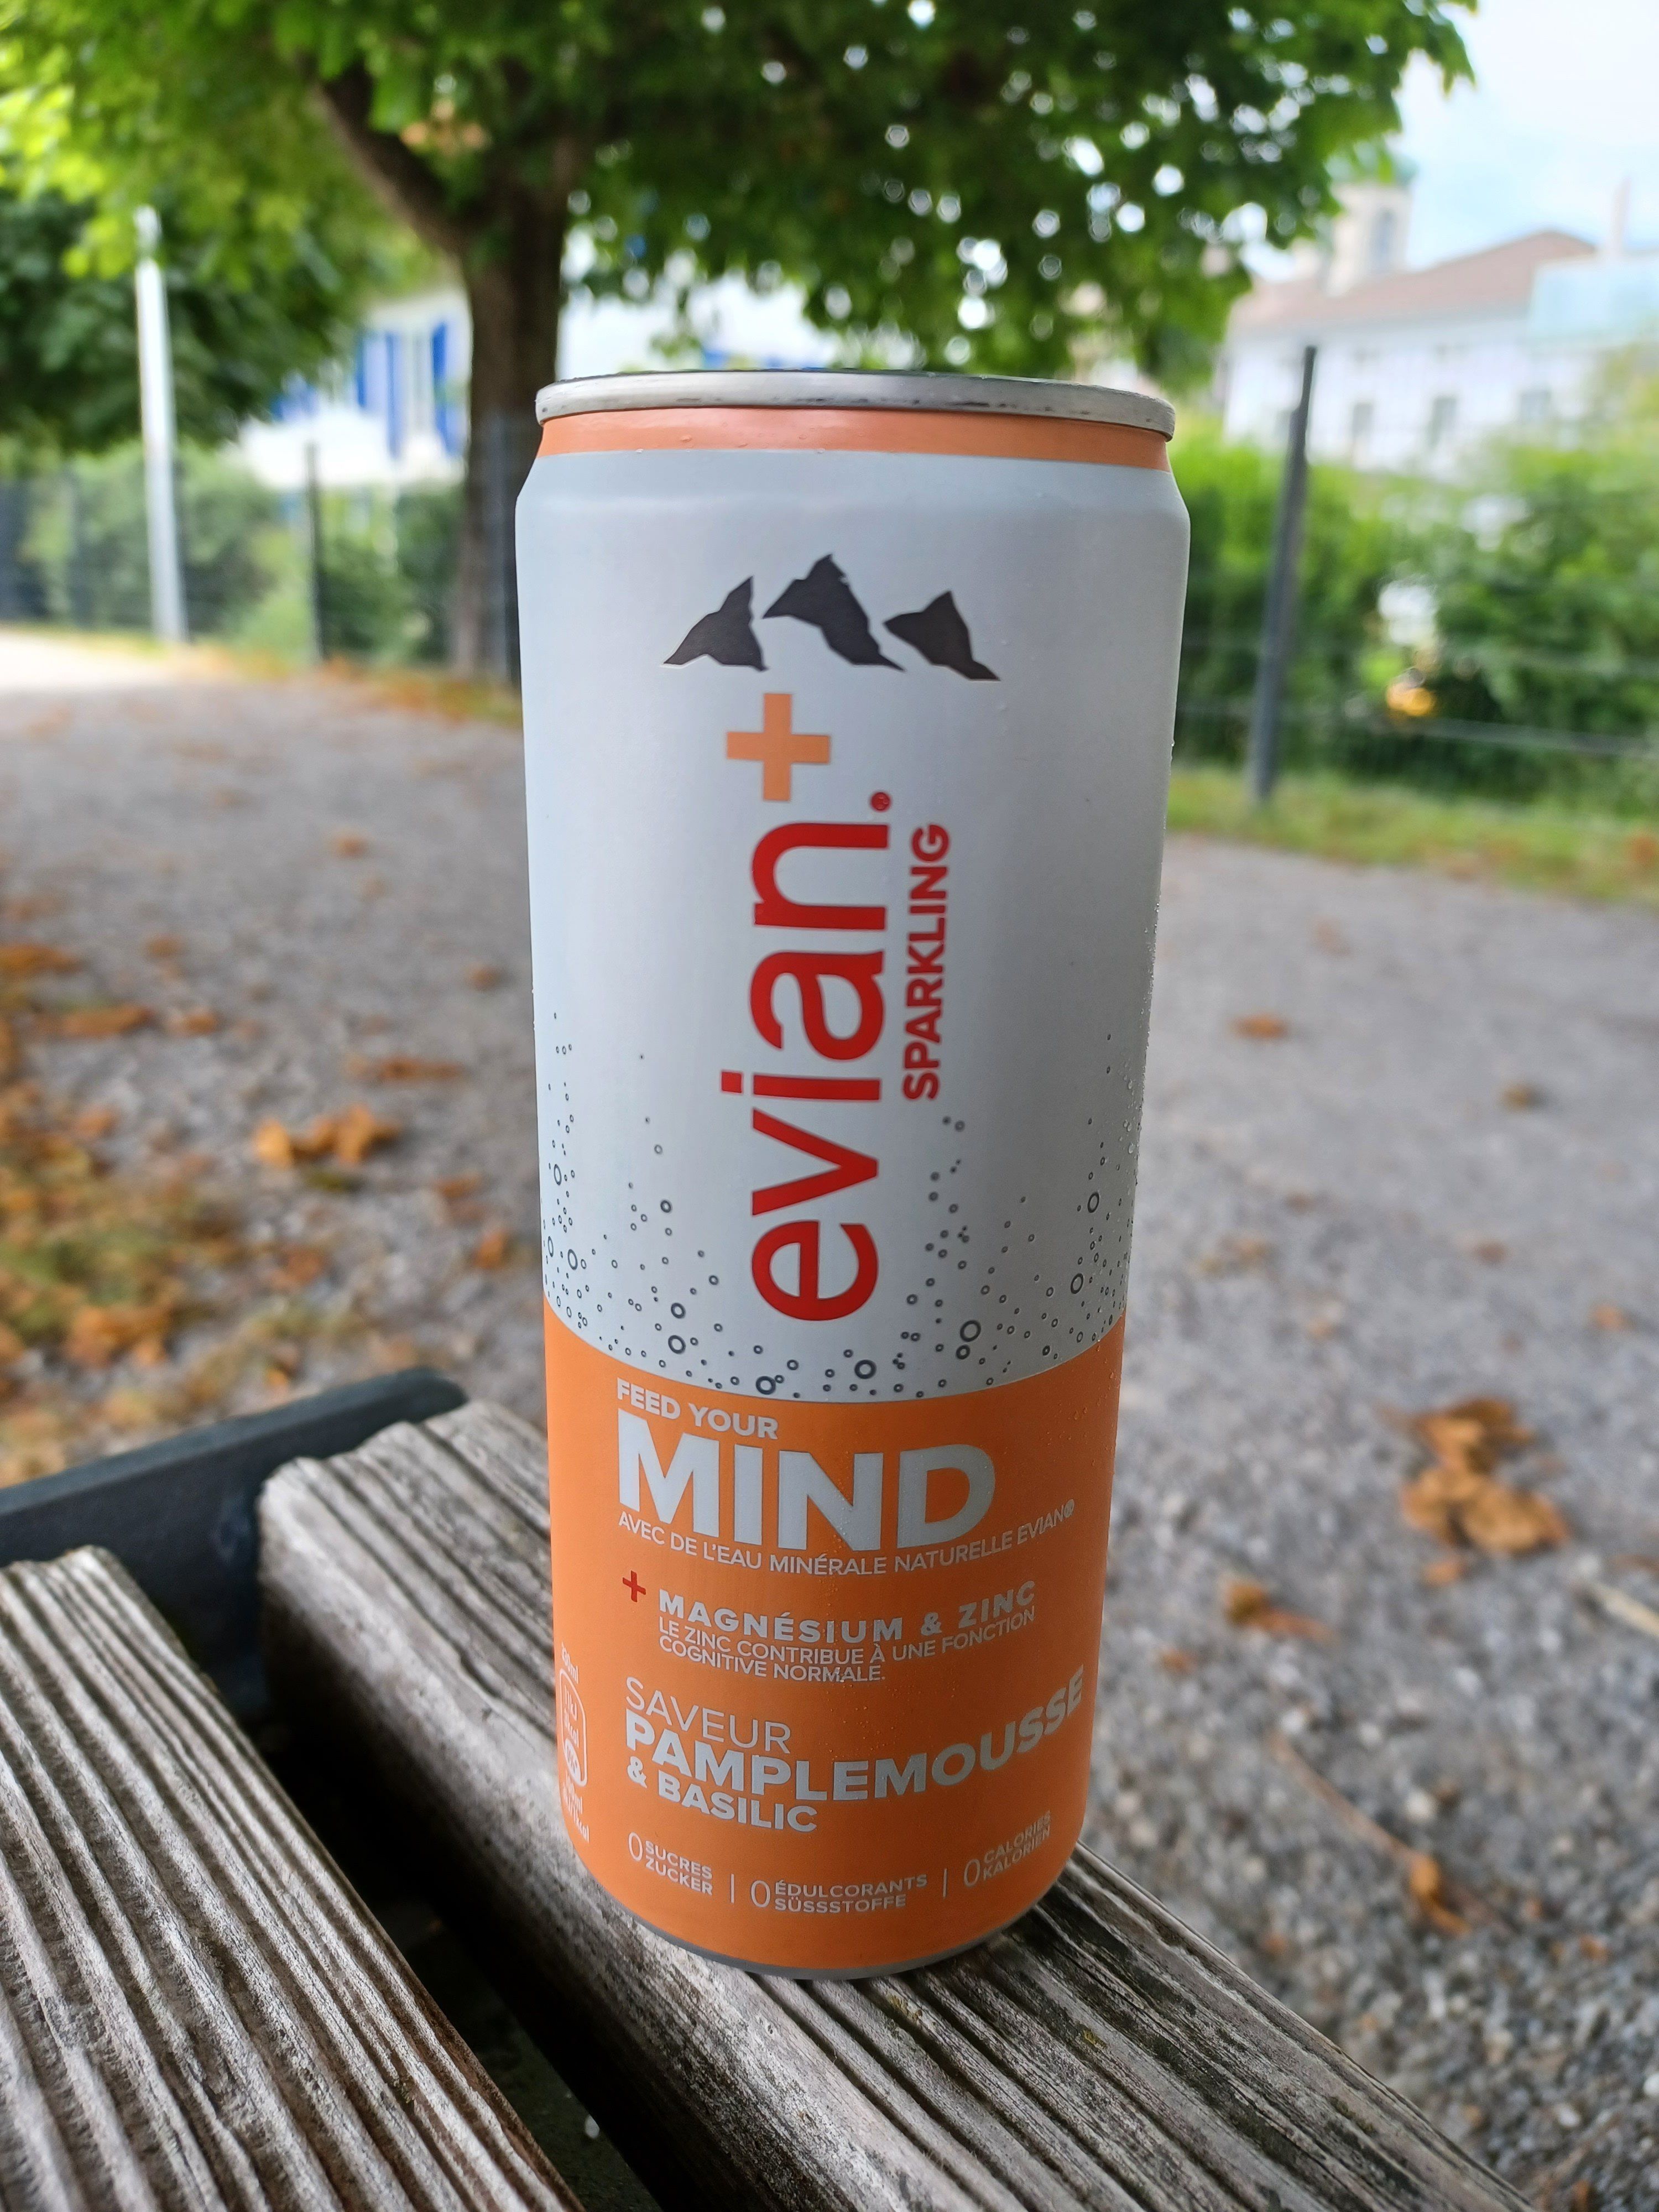 evian+
SPARKLING
FEED YOUR
MIND
AVEC DE L'EAU MINÉRALE NATURELLE EVIAN®
+ MAGNÉSIUM & ZINC
LE ZINC CONTRIBUE À UNE FONCTION
COGNITIVE NORMALE.
SAVEUR
PAMPLEMOUSSE
& BASILIC
0 SUCRES
ZUCKER
0 ÉDULCORANTS
SÜSSSTOFFE
0 CALORIES
KALORIEN